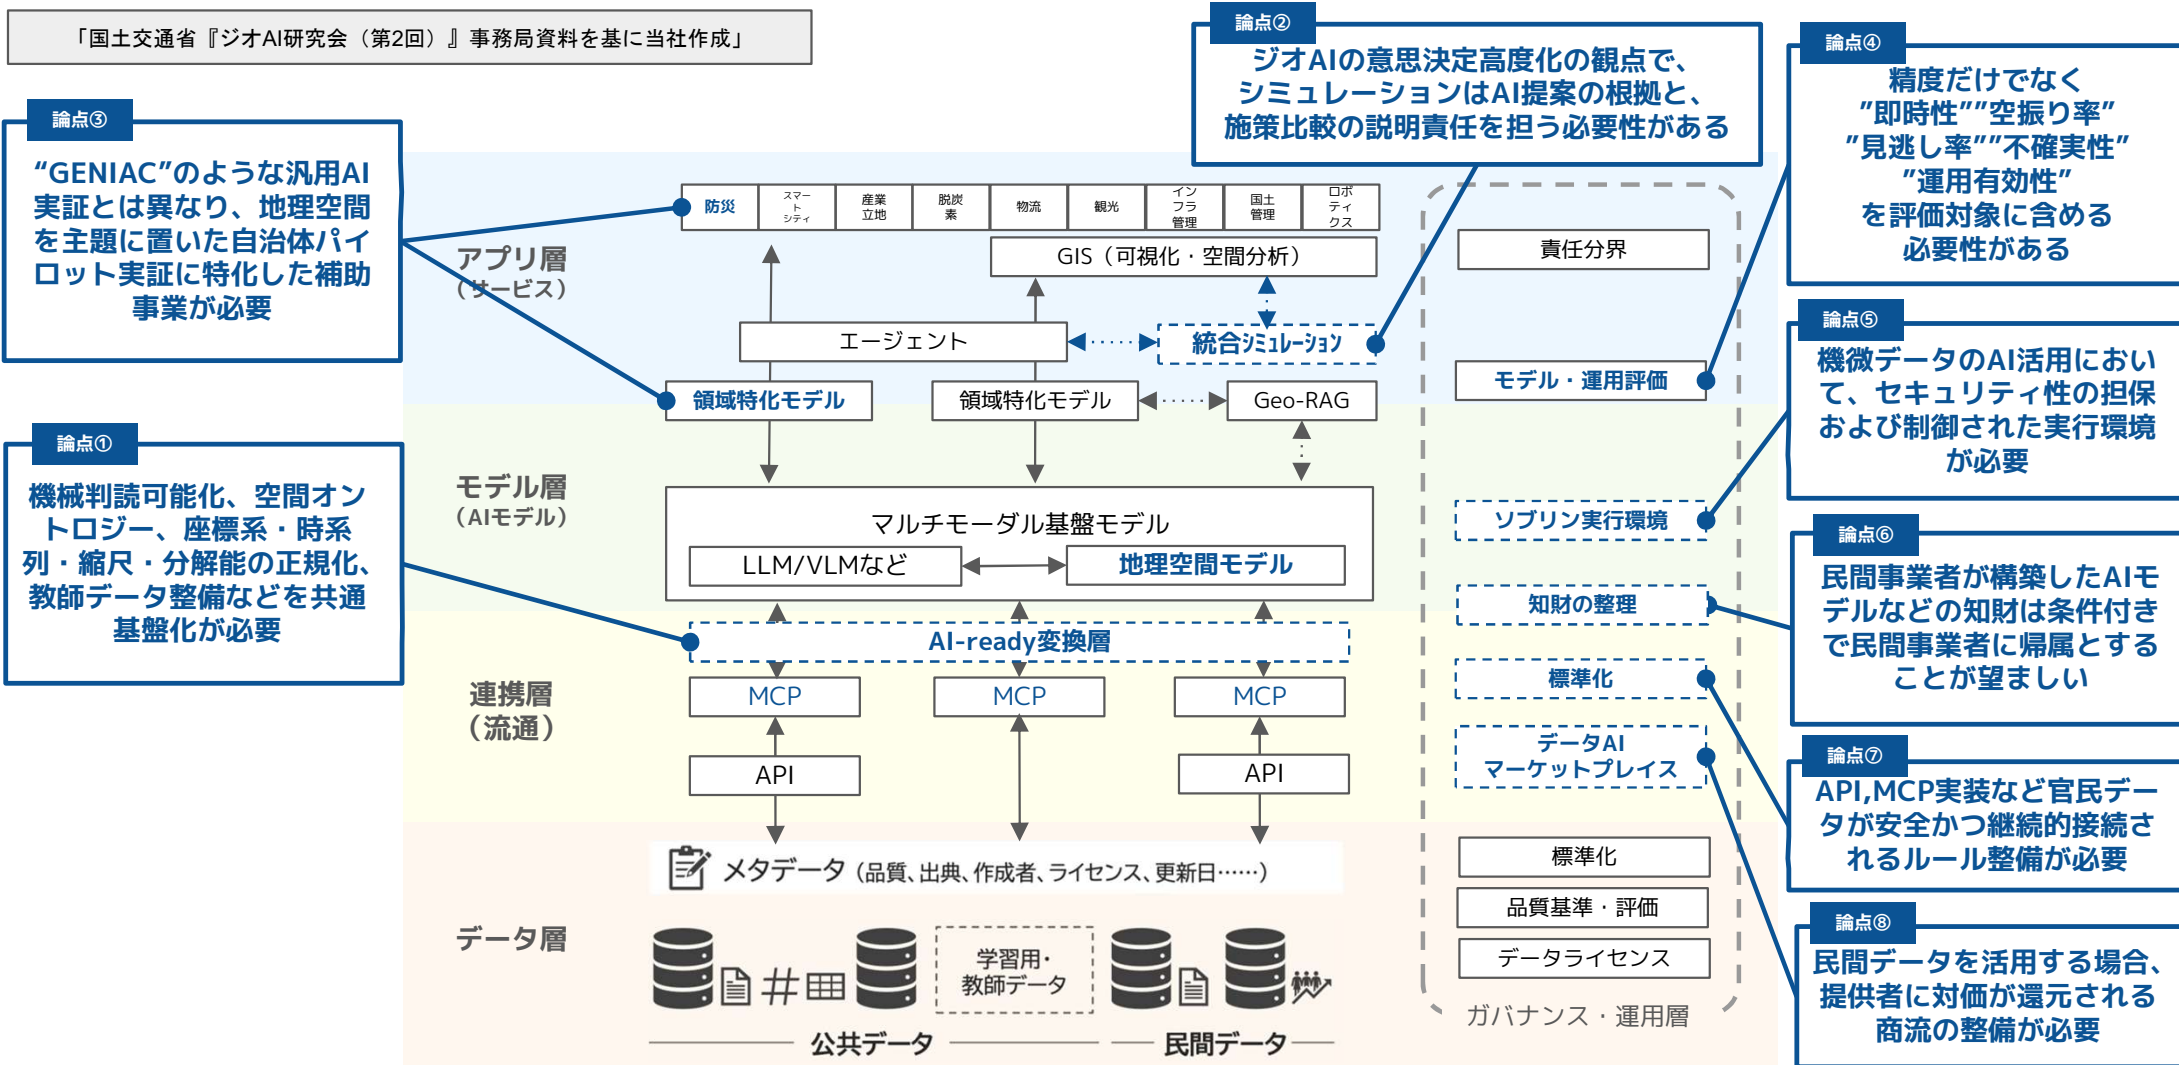 「国土交通省『ジオAI研究会（第2回）』事務局資料を基に当社作成」
論点②
ジオAIの意思決定高度化の観点で、
シミュレーションはAI提案の根拠と、
施策比較の説明責任を担う必要性がある
論点④
精度だけでなく
”即時性””空振り率”
”見逃し率””不確実性”
”運用有効性”
を評価対象に含める
必要性がある
論点③
“GENIAC”のような汎用AI
実証とは異なり、地理空間
を主題に置いた自治体パイ
ロット実証に特化した補助
事業が必要
アプリ層
（サービス）
防災
スマー
ト
シティ
産業
立地
脱炭
素
物流
観光
イン
フラ
管理
国土
管理
ロボ
ティ
クス
GIS（可視化・空間分析）
エージェント
統合ｼﾐｭﾚｰｼｮﾝ
領域特化モデル
領域特化モデル
Geo-RAG
責任分界
モデル・運用評価
論点⑤
機微データのAI活用におい
て、セキュリティ性の担保
および制御された実行環境
が必要
論点①
機械判読可能化、空間オン
トロジー、座標系・時系
列・縮尺・分解能の正規化、
教師データ整備などを共通
基盤化が必要
モデル層
（AIモデル）
マルチモーダル基盤モデル
LLM/VLMなど
地理空間モデル
ソブリン実行環境
知財の整理
論点⑥
民間事業者が構築したAIモ
デルなどの知財は条件付き
で民間事業者に帰属とする
ことが望ましい
連携層
（流通）
AI-ready変換層
MCP
MCP
MCP
API
API
標準化
データAI
マーケットプレイス
論点⑦
API,MCP実装など官民デー
タが安全かつ継続的接続さ
れるルール整備が必要
データ層
メタデータ（品質、出典、作成者、ライセンス、更新日……）
学習用・
教師データ
公共データ
民間データ
標準化
品質基準・評価
データライセンス
ガバナンス・運用層
論点⑧
民間データを活用する場合、
提供者に対価が還元される
商流の整備が必要